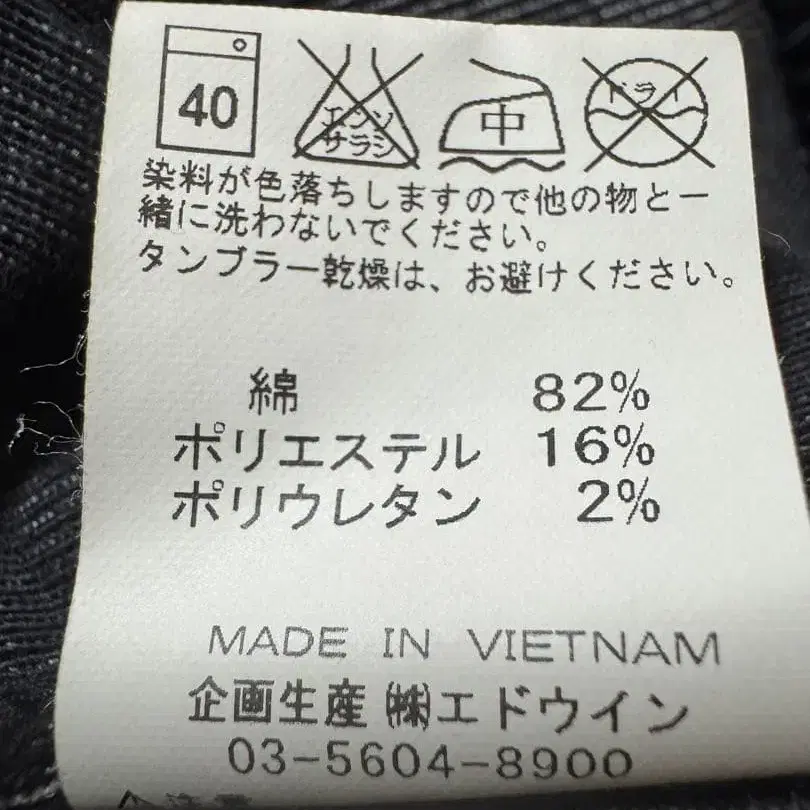 40 エンソ 中 ドライ
サラシ
染料が色落ちしますので他の物と一
緒に洗わないでください。
タンブラー乾燥は、お避けください。
綿 82%
ポリエステル 16%
ポリウレタン 2%
MADE IN VIETNAM
企画生産 ㈱エドウイン
03-5604-8900